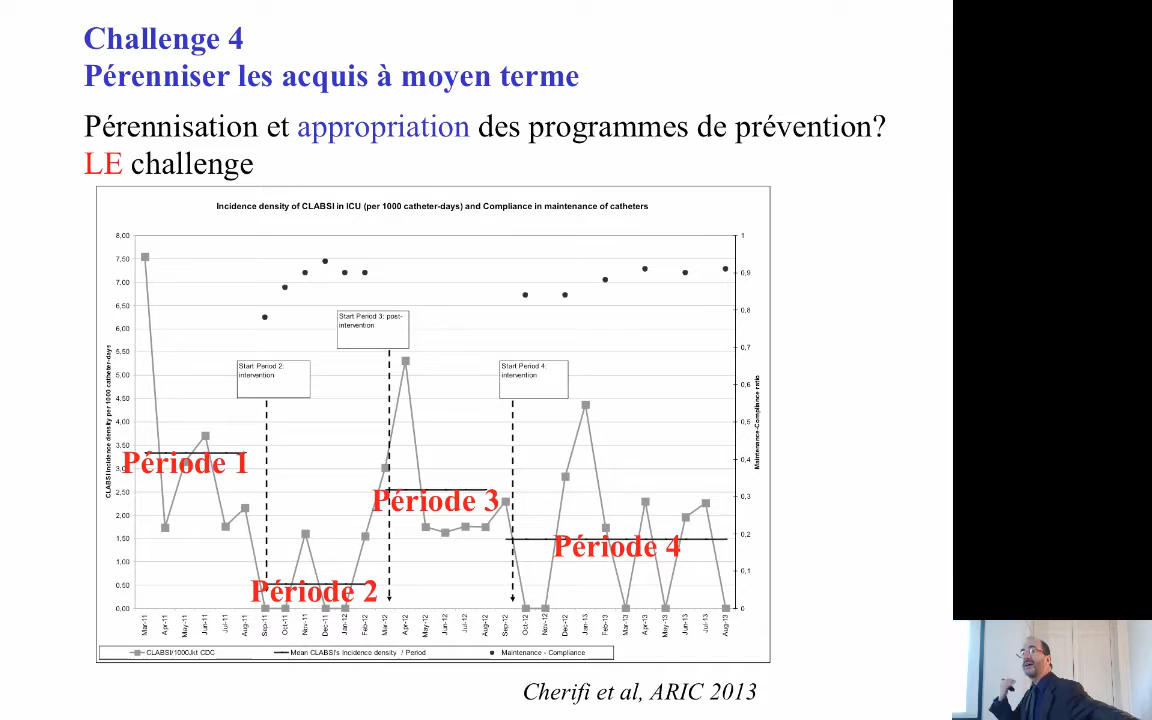 Challenge 4
Pérenniser les acquis à moyen terme
Pérennisation et appropriation des programmes de prévention?
LE challenge
Incidence density of CLABSI in ICU (per 1000 catheter-days) and Compliance in maintenance of catheters
8,00
7,50
7,00
6,50
6,00
5,50
5,00
4,50
4,00
3,50
3,0
2,50
2,00
1,50
1,00
0,50
0,00
CLABSI Incidence density per 1000 catheter-days
1
0,9
0,8
0,7
0,6
0,5
0,4
0,3
0,2
0,1
0
Maintenance-Compliance ratio
Start Period 2:
intervention
Start Period 3: post-
intervention
Start Period 4:
intervention
Période 1
Période 2
Période 3
Période 4
Mar-11
Apr-11
May-11
Jun-11
Jul-11
Aug-11
Sep-11
Oct-11
Nov-11
Dec-11
Jan-12
Feb-12
Mar-12
Apr-12
May-12
Jun-12
Jul-12
Aug-12
Sep-12
Oct-12
Nov-12
Dec-12
Jan-13
Feb-13
Mar-13
Apr-13
May-13
Jun-13
Jul-13
Aug-13
CLABSI/1000Jkt CDC
Mean CLABSI's Incidence density / Period
Maintenance - Compliance
Cherifi et al, ARIC 2013